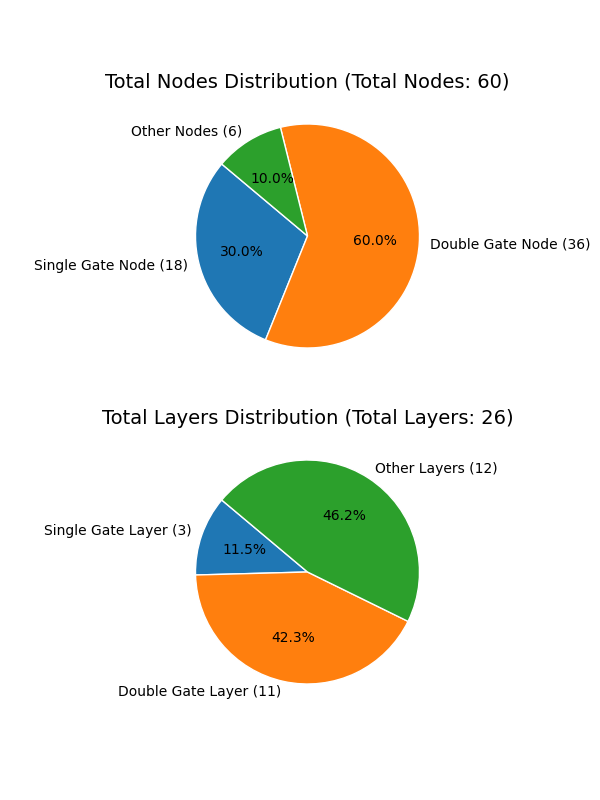 Total Nodes Distribution (Total Nodes: 60)
Other Nodes (6)
10.0%
Double Gate Node (36)
60.0%
30.0%
Single Gate Node (18)
Total Layers Distribution (Total Layers: 26)
Other Layers (12)
46.2%
Single Gate Layer (3)
11.5%
42.3%
Double Gate Layer (11)